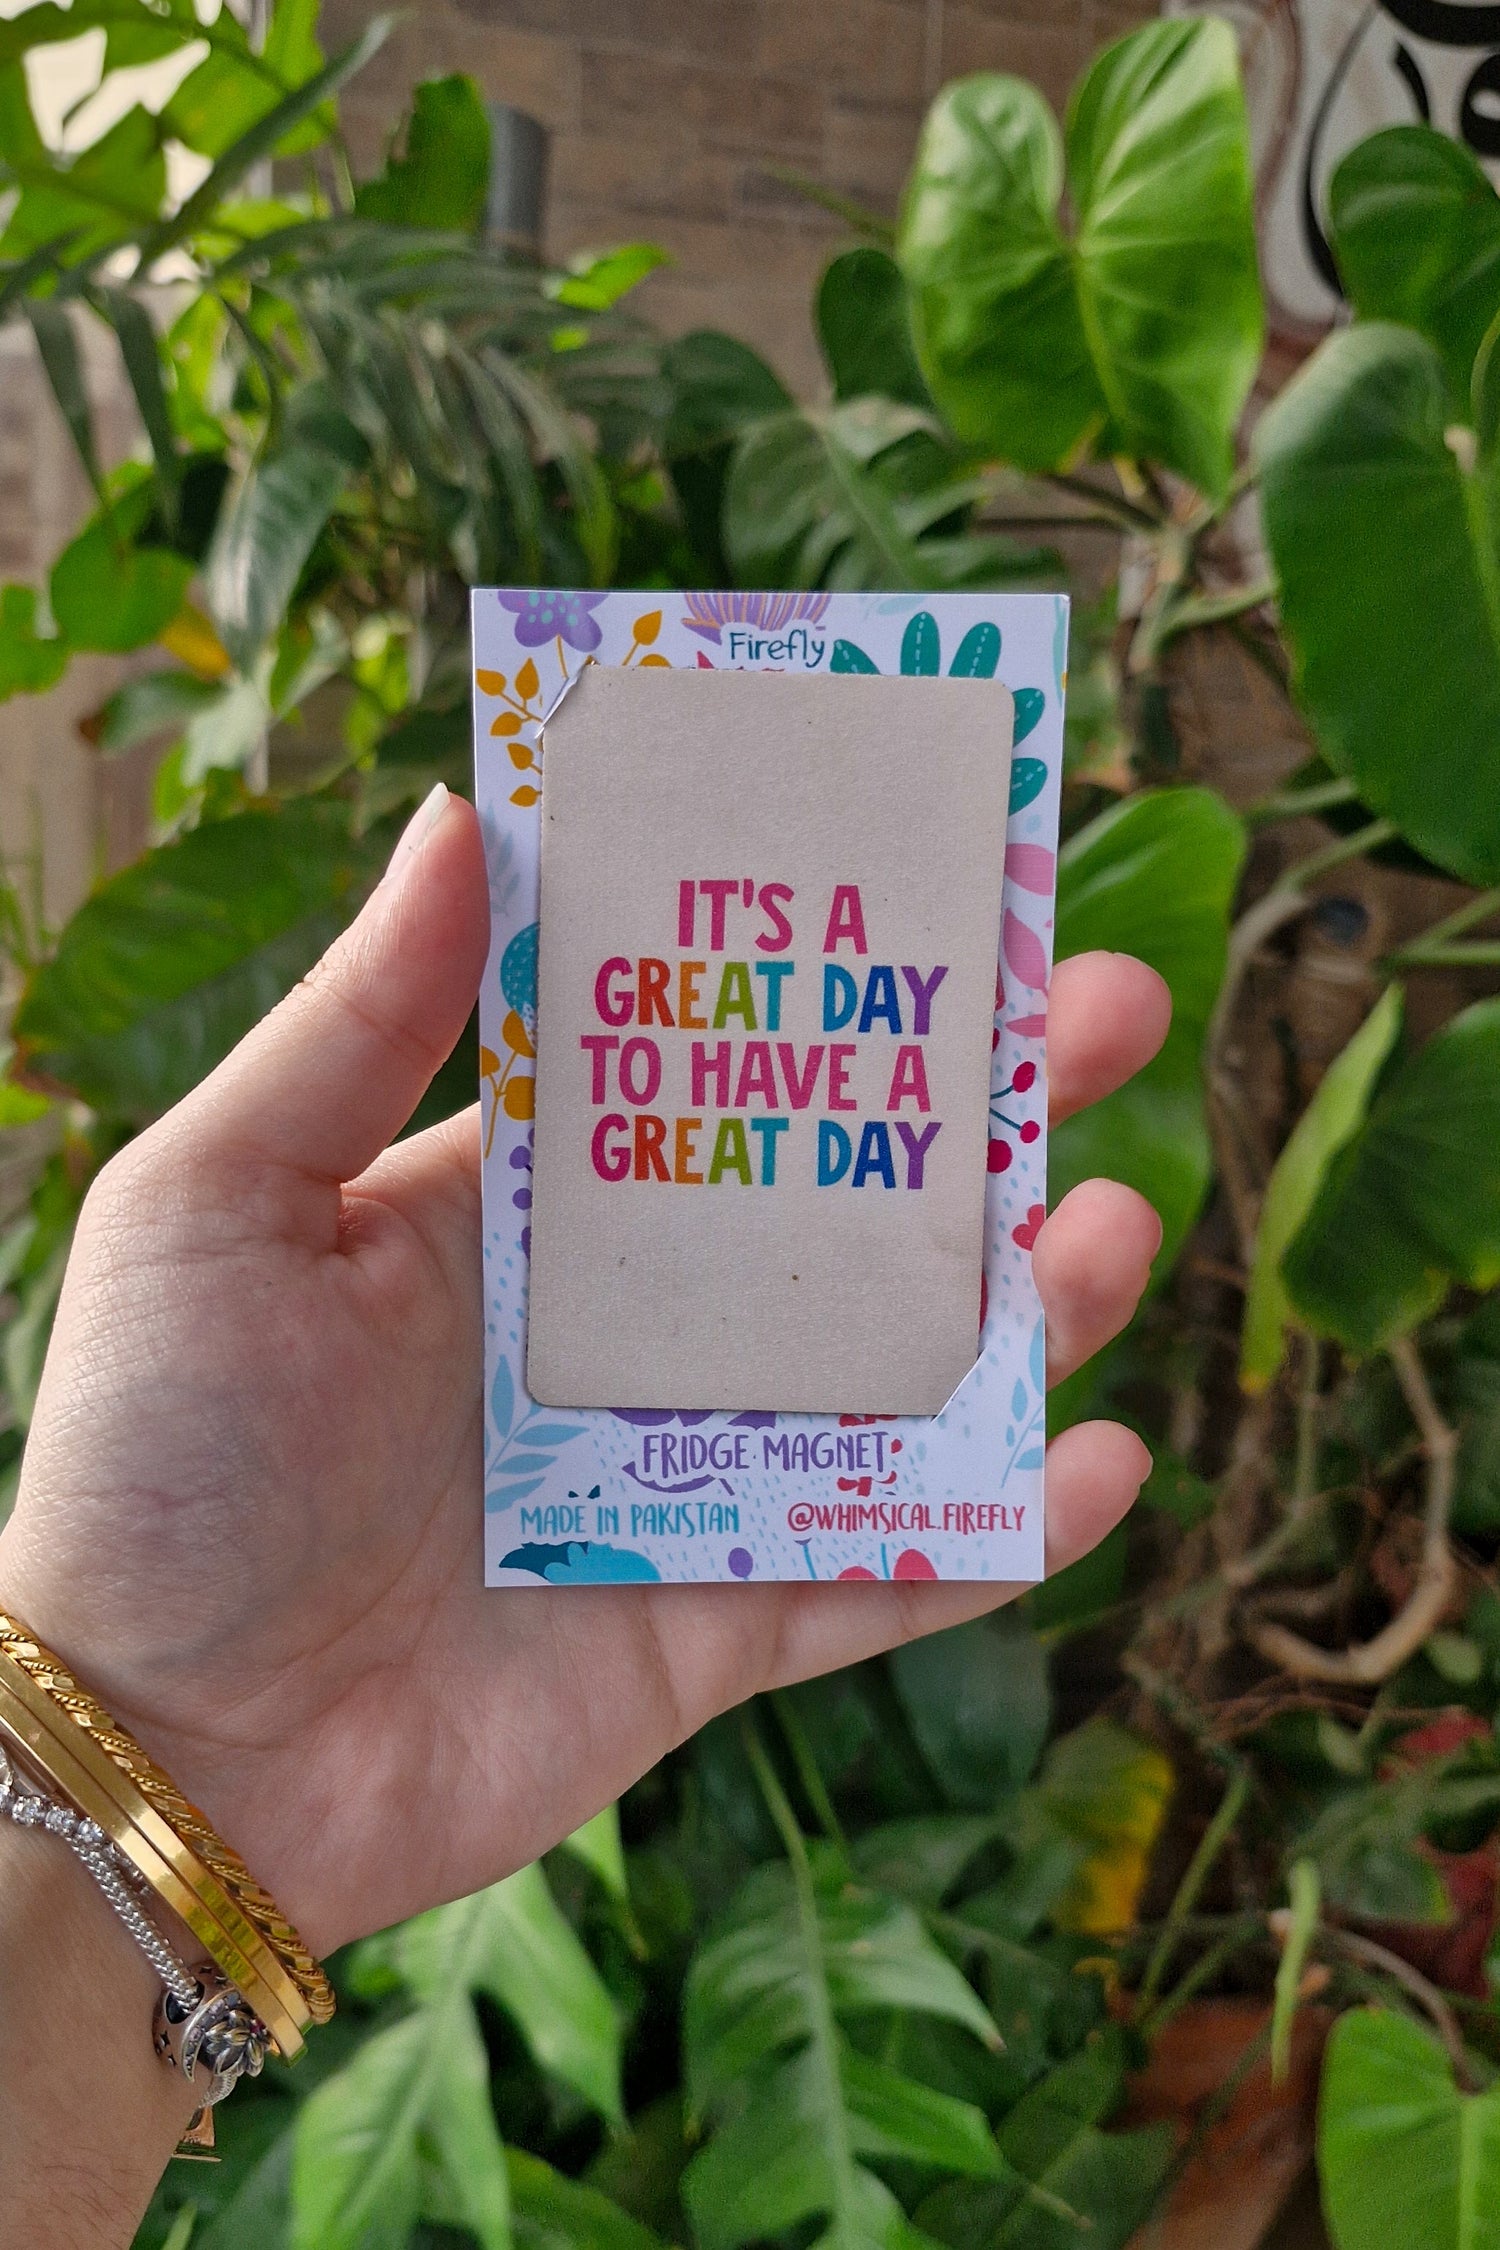 Firefly
IT'S A
GREAT DAY
TO HAVE A
GREAT DAY
FRIDGE MAGNET
MADE IN PAKISTAN @WHIMSICAL.FIREFLY